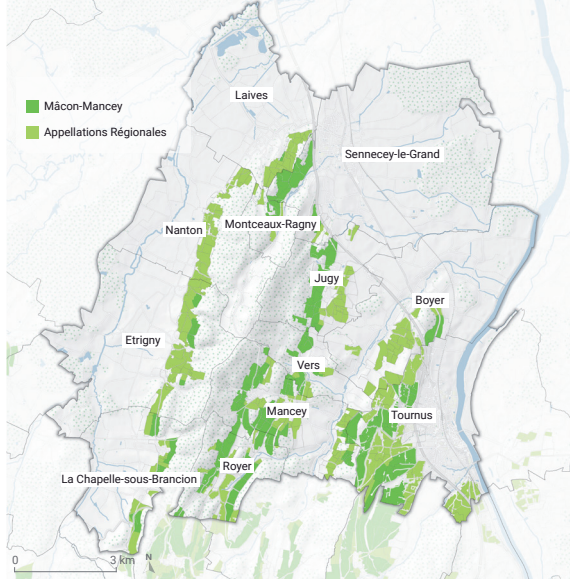 Laives
Mâcon-Mancey
Appellations Régionales
Sennecey-le-Grand
Montceaux-Ragny
Nanton
Jugy
Boyer
Etrigny
Vers
Mancey
Tournus
Royer
La Chapelle-sous-Brancion
0
3 km
N